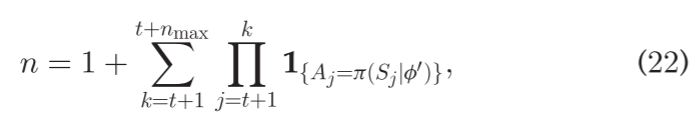 n = 1 + \sum_{k=t+1}^{t+n_{\max}} \prod_{j=t+1}^{k} \mathbf{1}_{\{A_j=\pi(S_j|\phi')\}}, (22)